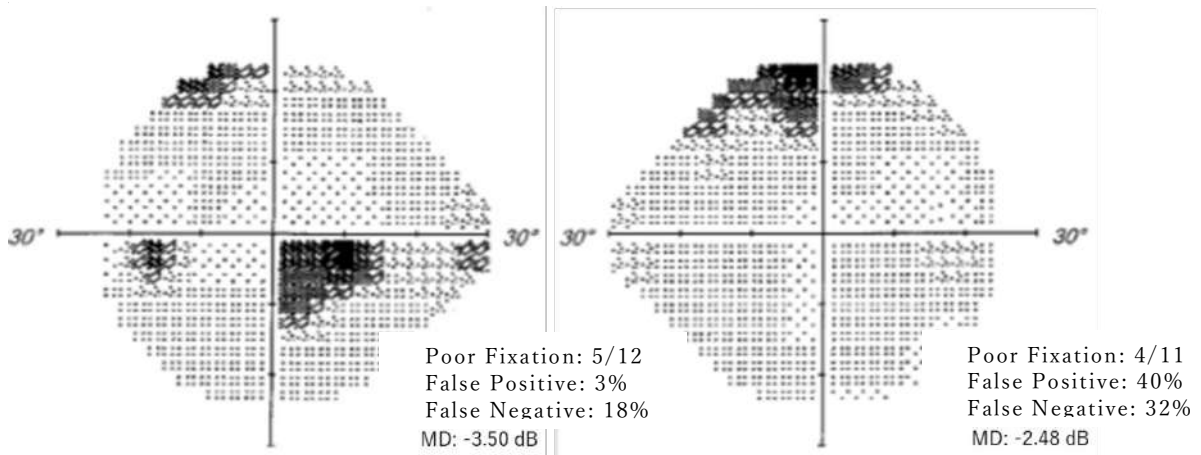 30°
30°
30°
30°
Poor Fixation: 5/12
False Positive: 3%
False Negative: 18%
MD: -3.50 dB
Poor Fixation: 4/11
False Positive: 40%
False Negative: 32%
MD: -2.48 dB